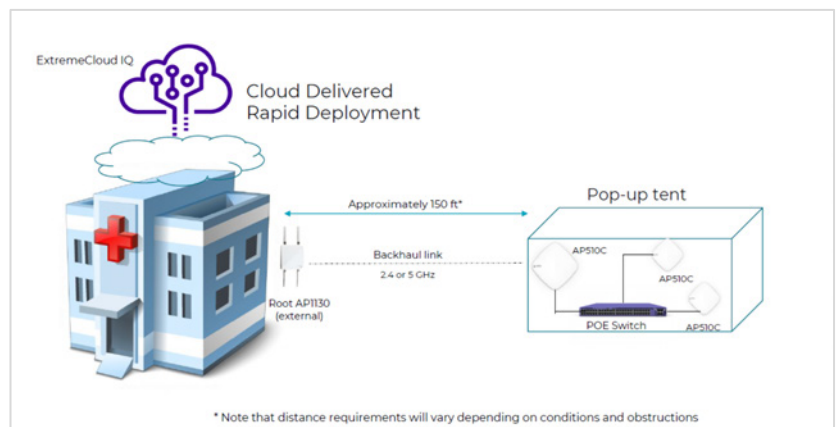 ExtremeCloud IQ
Cloud Delivered
Rapid Deployment
Approximately 150 ft*
Pop-up tent
Backhaul link
2.4 or 5 GHz
Root AP1130
(external)
AP510C
AP510C
AP510C
POE Switch
* Note that distance requirements will vary depending on conditions and obstructions